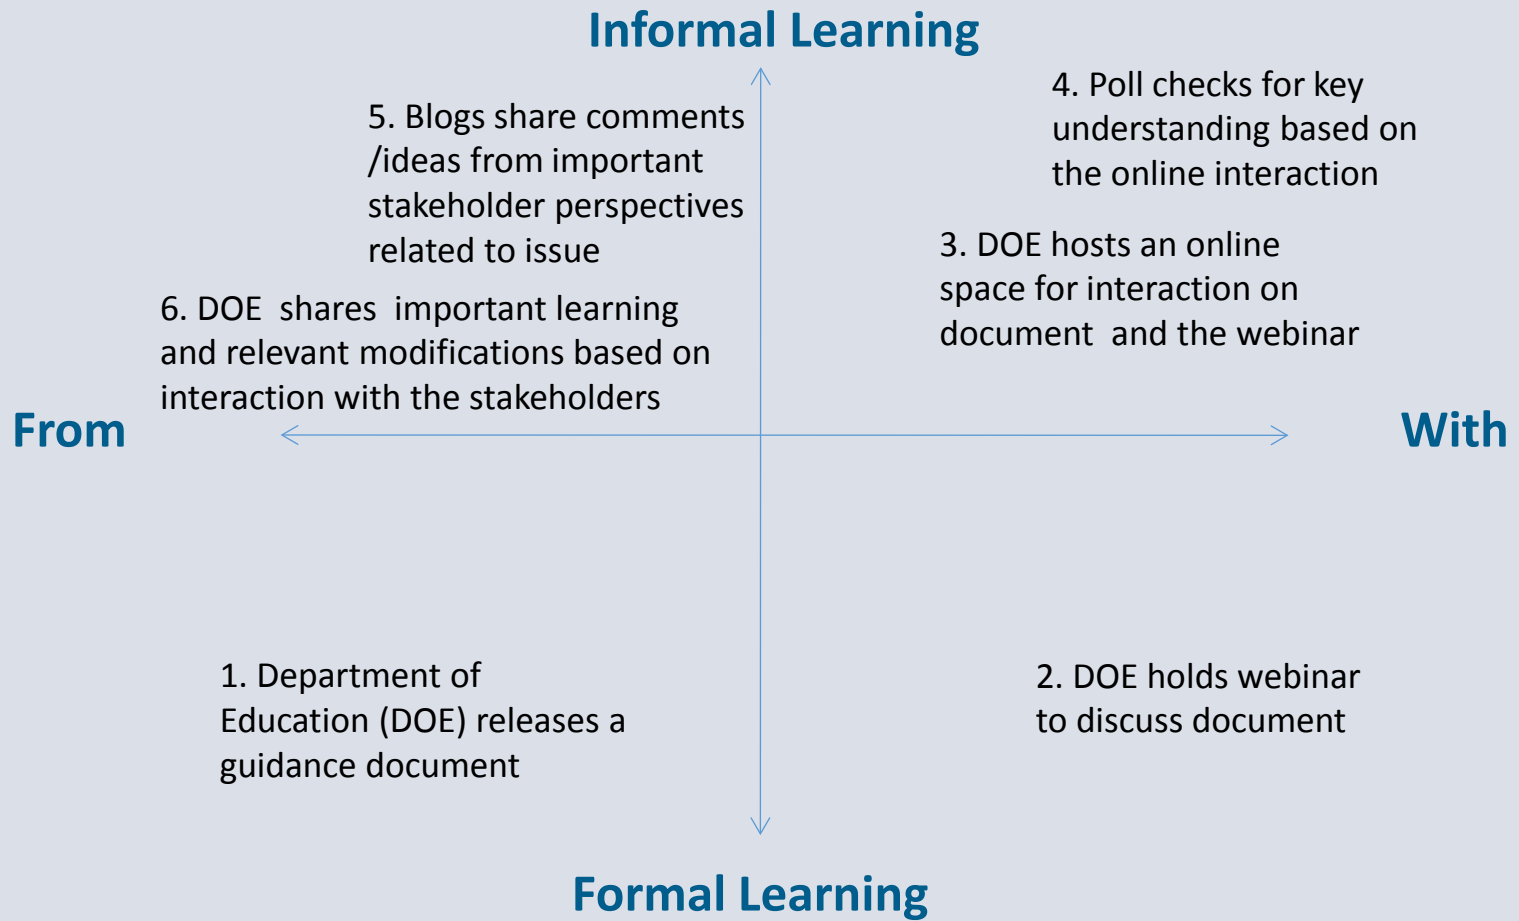 Informal Learning
5. Blogs share comments
/ideas from important
stakeholder perspectives
related to issue
4. Poll checks for key
understanding based on
the online interaction
3. DOE hosts an online
space for interaction on
document  and the webinar
6. DOE  shares  important learning
and relevant modifications based on
interaction with the stakeholders
From
With
1. Department of
Education (DOE) releases a
guidance document
2. DOE holds webinar
to discuss document
Formal Learning